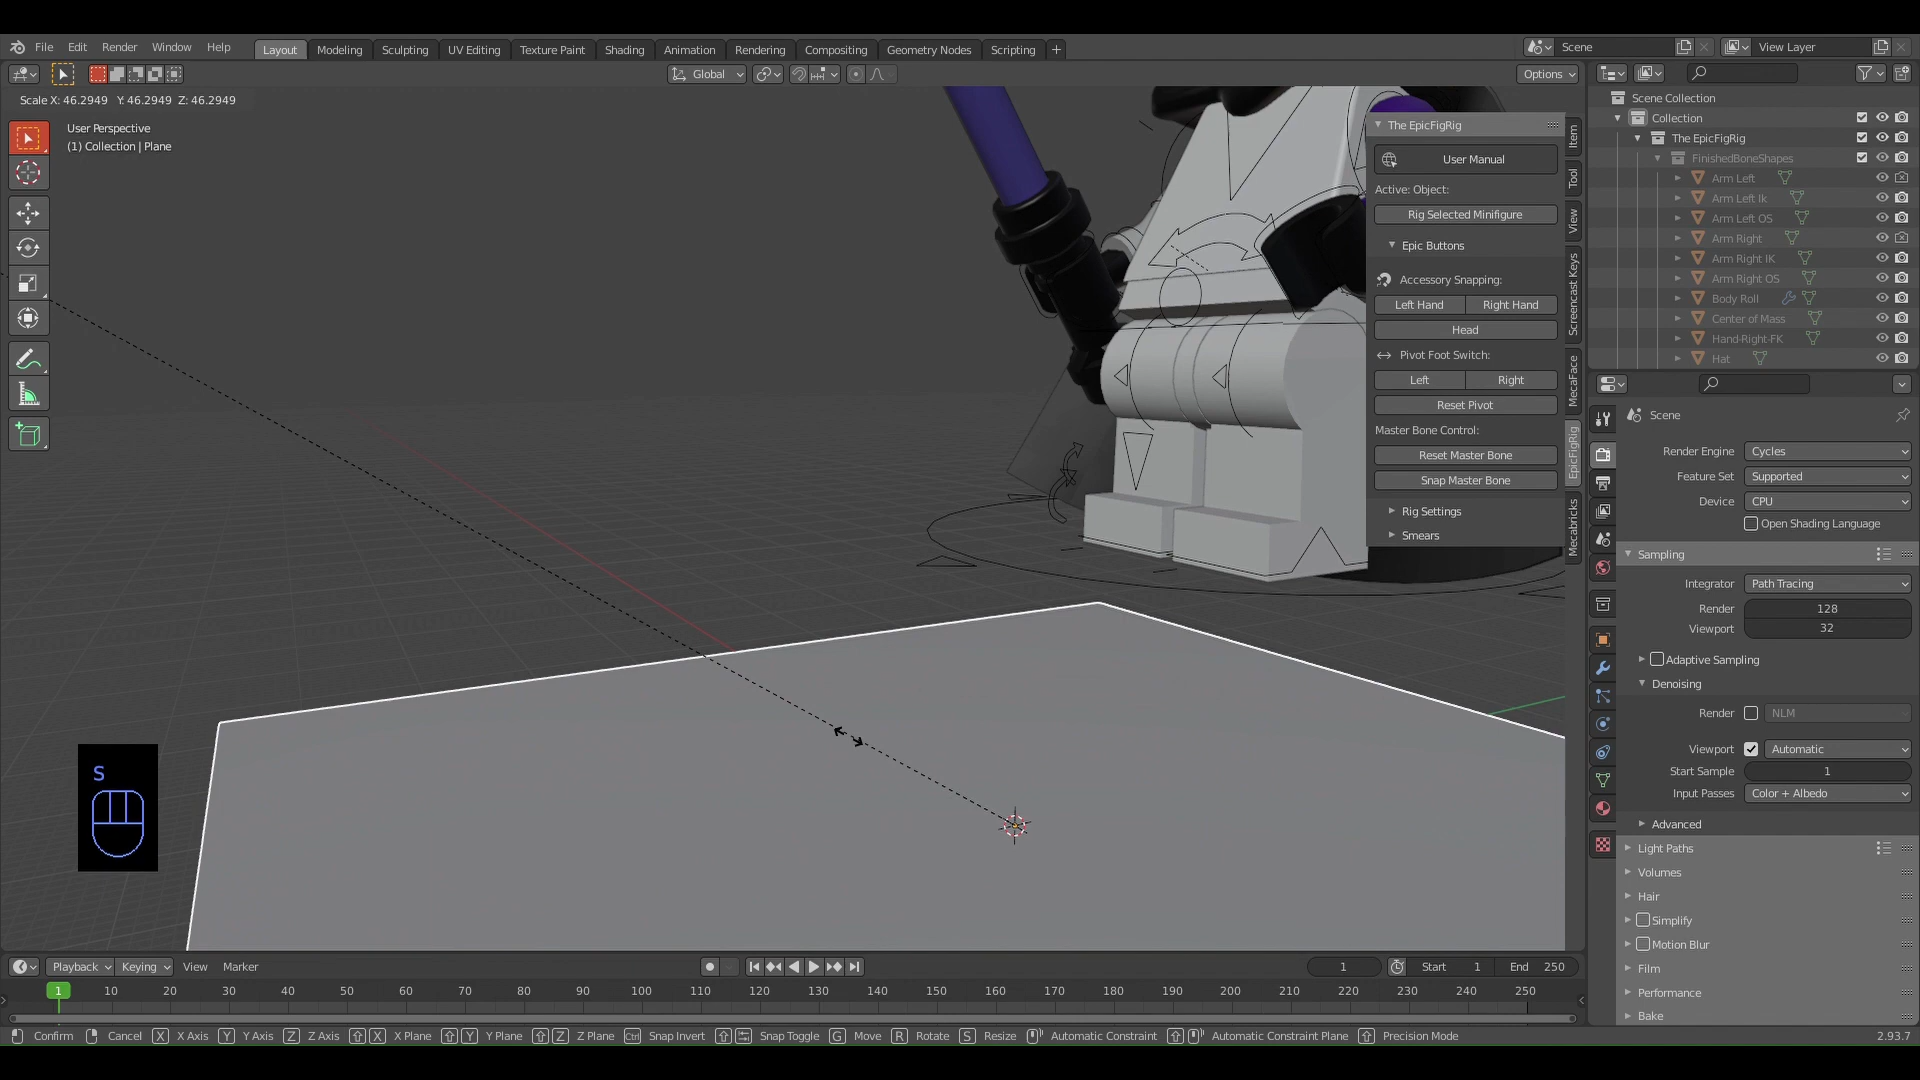 File Edit Render Window Help Layout Modeling Sculpting UV Editing Texture Paint Shading Animation Rendering Compositing Geometry Nodes Scripting + Scene View Layer
Global Options
Scale X: 46.2949 Y: 46.2949 Z: 46.2949
User Perspective
(1) Collection | Plane
The EpicFigRig
User Manual
Active: Object:
Rig Selected Minifigure
Epic Buttons
Accessory Snapping:
Left Hand Right Hand
Head
Pivot Foot Switch:
Left Right
Reset Pivot
Master Bone Control:
Reset Master Bone
Snap Master Bone
Rig Settings
Smears
Item
Tool
View
Screencast Keys
MecaFace
EpicFigRig
Mecabricks
Scene Collection
Collection
The EpicFigRig
FinishedBoneShapes
Arm Left
Arm Left Ik
Arm Left OS
Arm Right
Arm Right IK
Arm Right OS
Body Roll
Center of Mass
Hand-Right-FK
Hat
Scene
Render Engine Cycles
Feature Set Supported
Device CPU
Open Shading Language
Sampling
Integrator Path Tracing
Render 128
Viewport 32
Adaptive Sampling
Denoising
Render NLM
Viewport Automatic
Start Sample 1
Input Passes Color + Albedo
Advanced
Light Paths
Volumes
Hair
Simplify
Motion Blur
Film
Performance
Bake
S
Playback Keying View Marker 1 Start 1 End 250
1 10 20 30 40 50 60 70 80 90 100 110 120 130 140 150 160 170 180 190 200 210 220 230 240 250
Confirm Cancel X X Axis Y Y Axis Z Z Axis X X Plane Y Y Plane Z Z Plane Ctrl Snap Invert Snap Toggle G Move R Rotate S Resize Automatic Constraint Automatic Constraint Plane Precision Mode 2.93.7